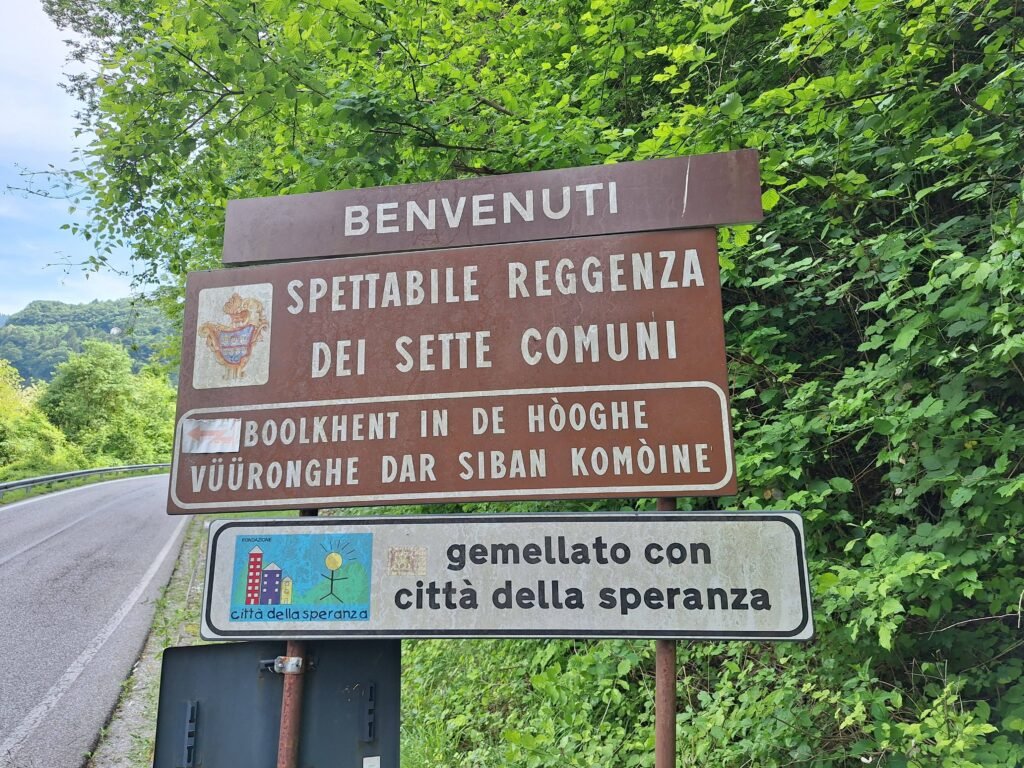 BENVENUTI
SPETTABILE REGGENZA
DEI SETTE COMUNI
BOOLKHENT IN DE HÒOGHE
VÜÜRONGHE DAR SIBAN KOMÒINE
FONDAZIONE
città della speranza
gemellato con
città della speranza